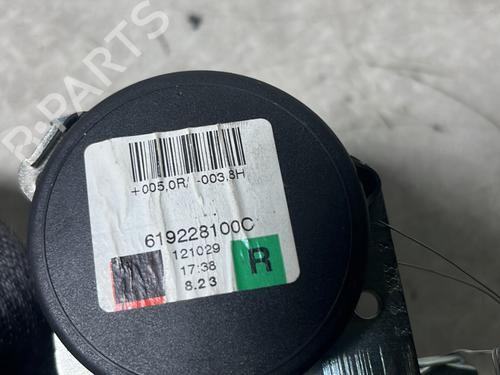 B-PARTS
+005.0R/ -003.8H
619228100C
121029
17:38
8.23
R